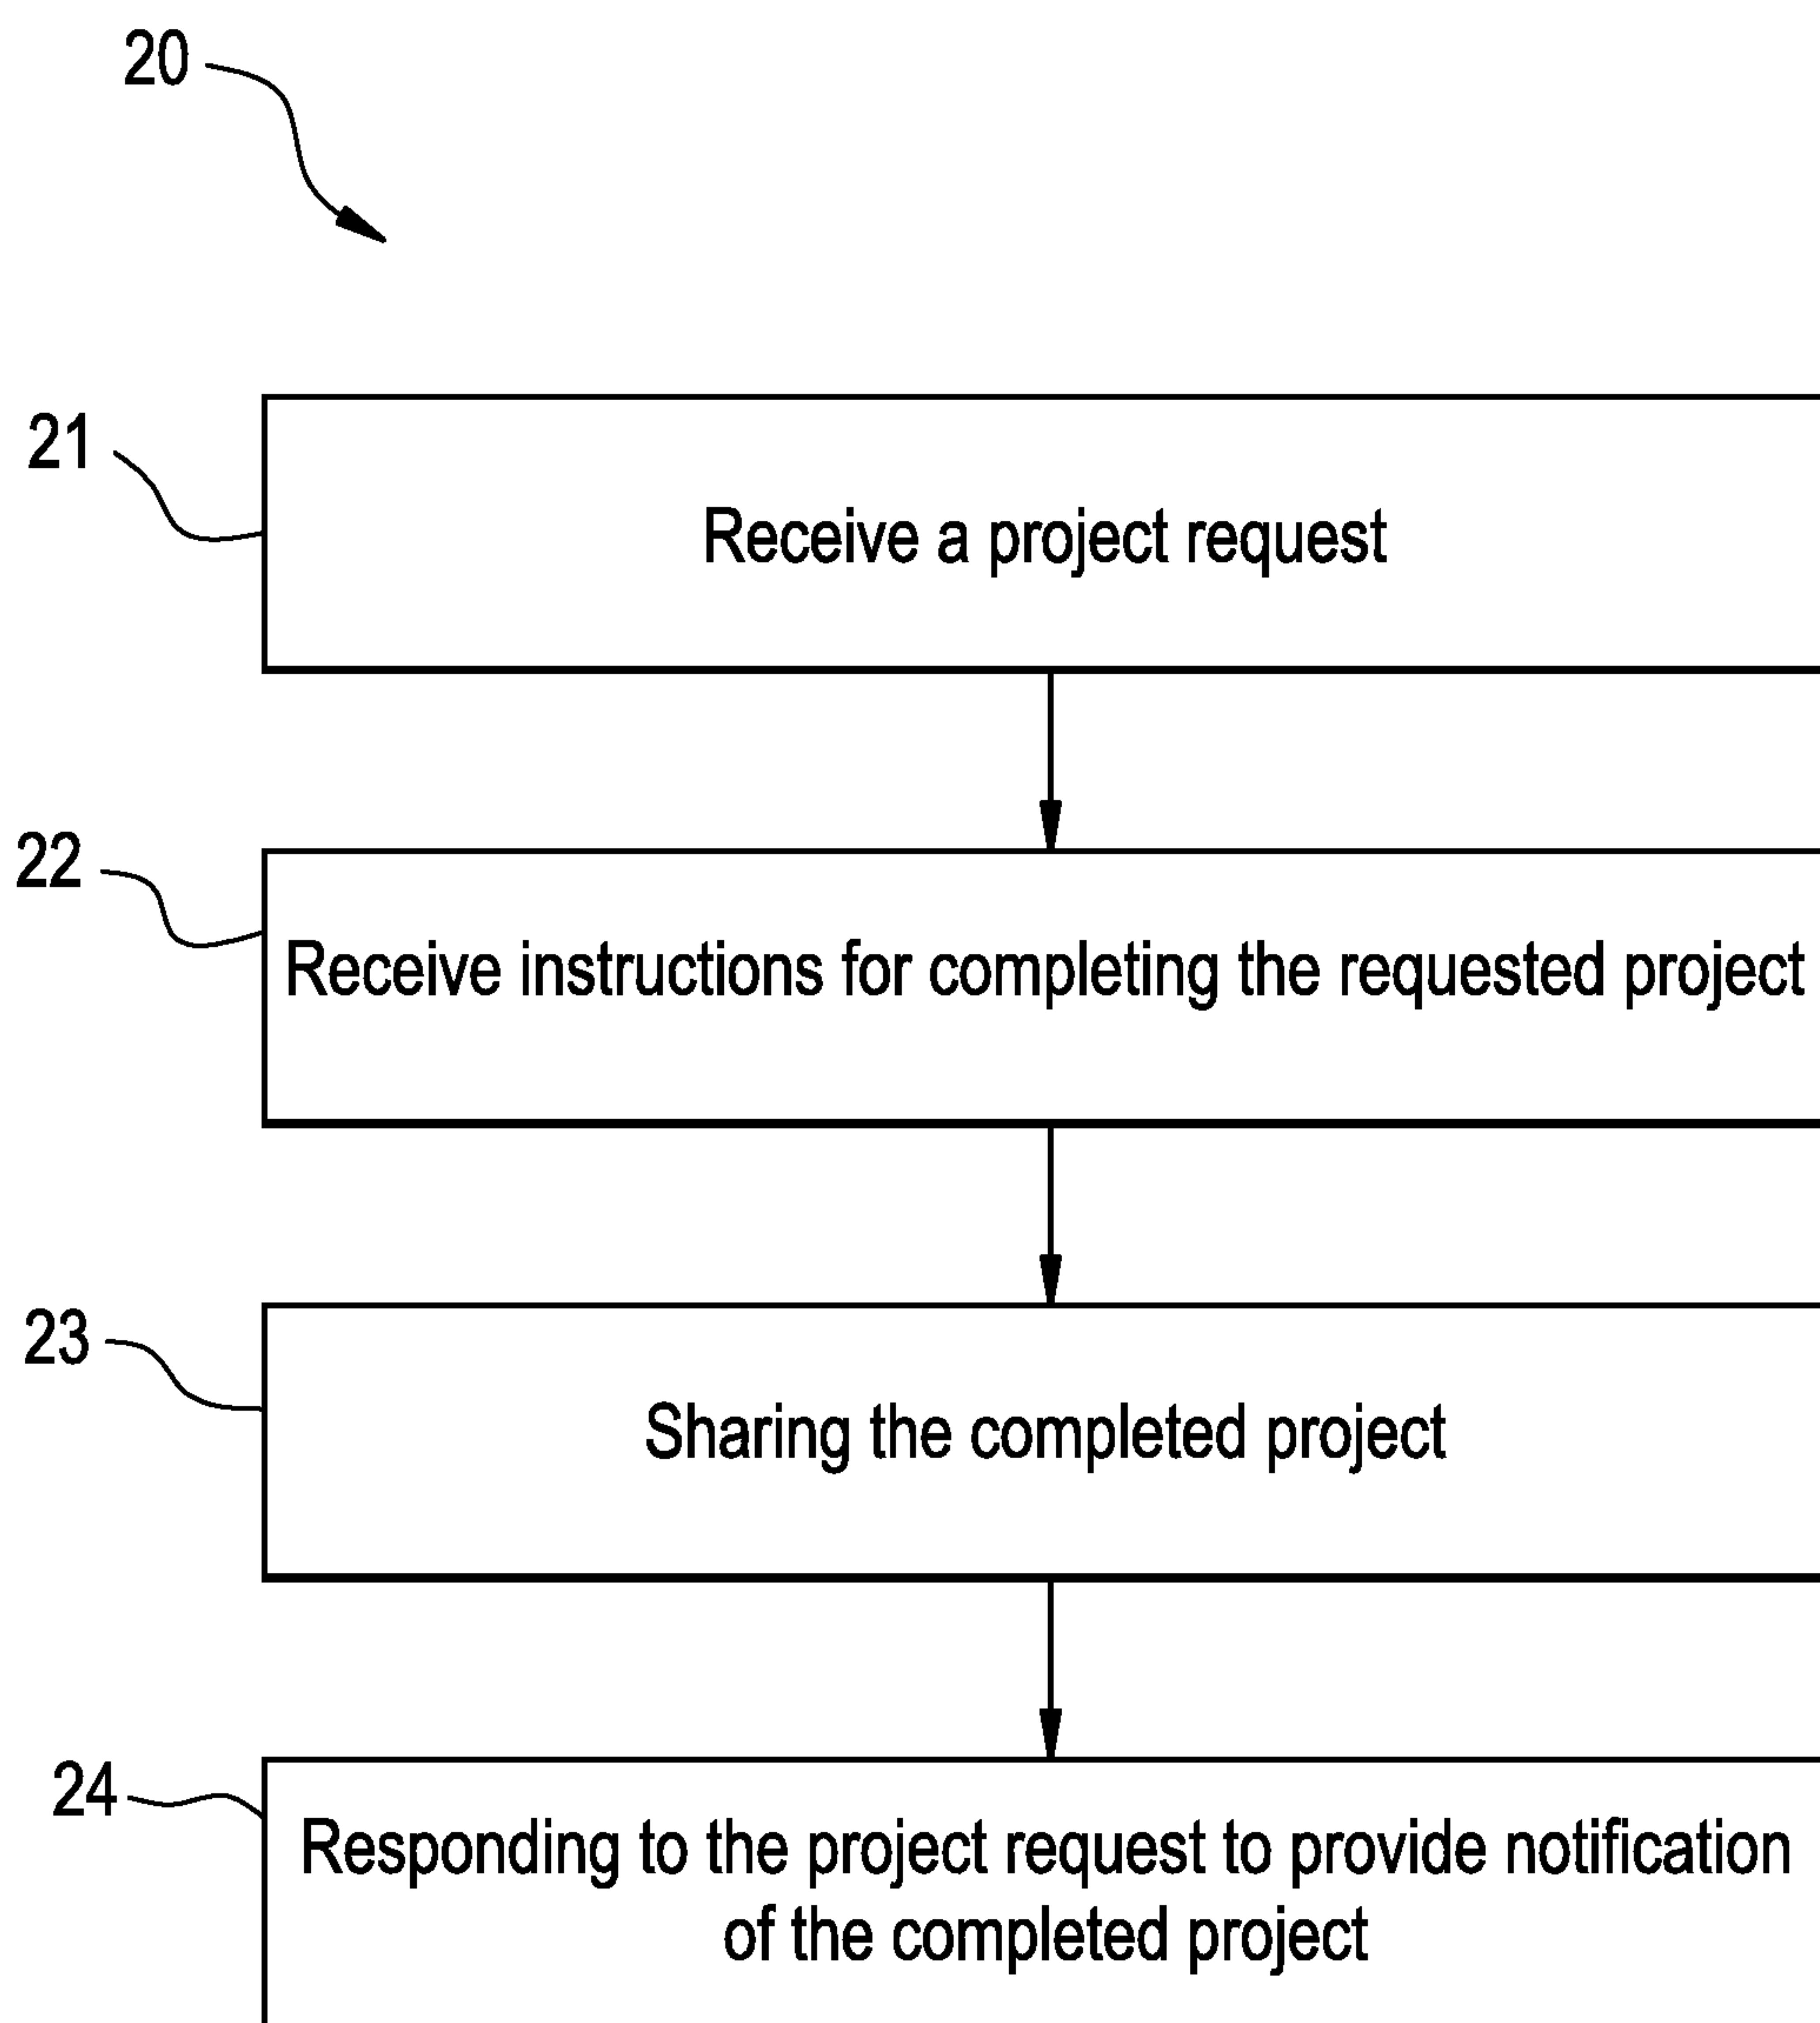 20
21
Receive a project request
22
Receive instructions for completing the requested project
23
Sharing the completed project
24
Responding to the project request to provide notification
of the completed project